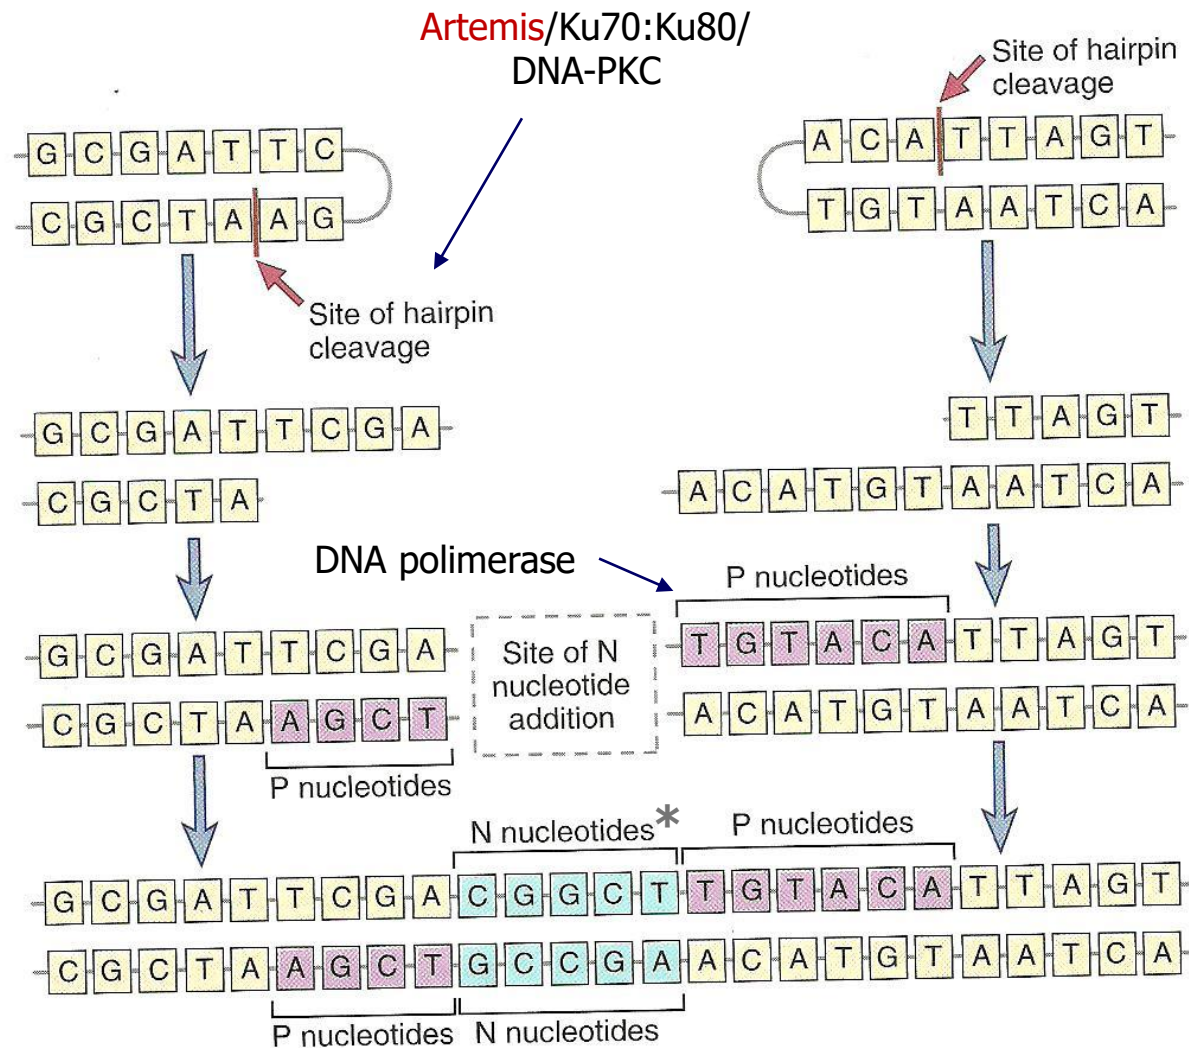 Artemis/Ku70:Ku80/
DNA-PKC
Site of hairpin
cleavage
G C G A T T C
C G C T A A G
A C A T T A G T
T G T A A T C A
Site of hairpin
cleavage
G C G A T T C G A
C G C T A
T T A G T
A C A T G T A A T C A
DNA polimerase
P nucleotides
G C G A T T C G A
C G C T A A G C T
Site of N
nucleotide
addition
T G T A C A T T A G T
A C A T G T A A T C A
P nucleotides
N nucleotides*
P nucleotides
G C G A T T C G A C G G C T T G T A C A T T A G T
C G C T A A G C T G C C G A A C A T G T A A T C A
P nucleotides
N nucleotides